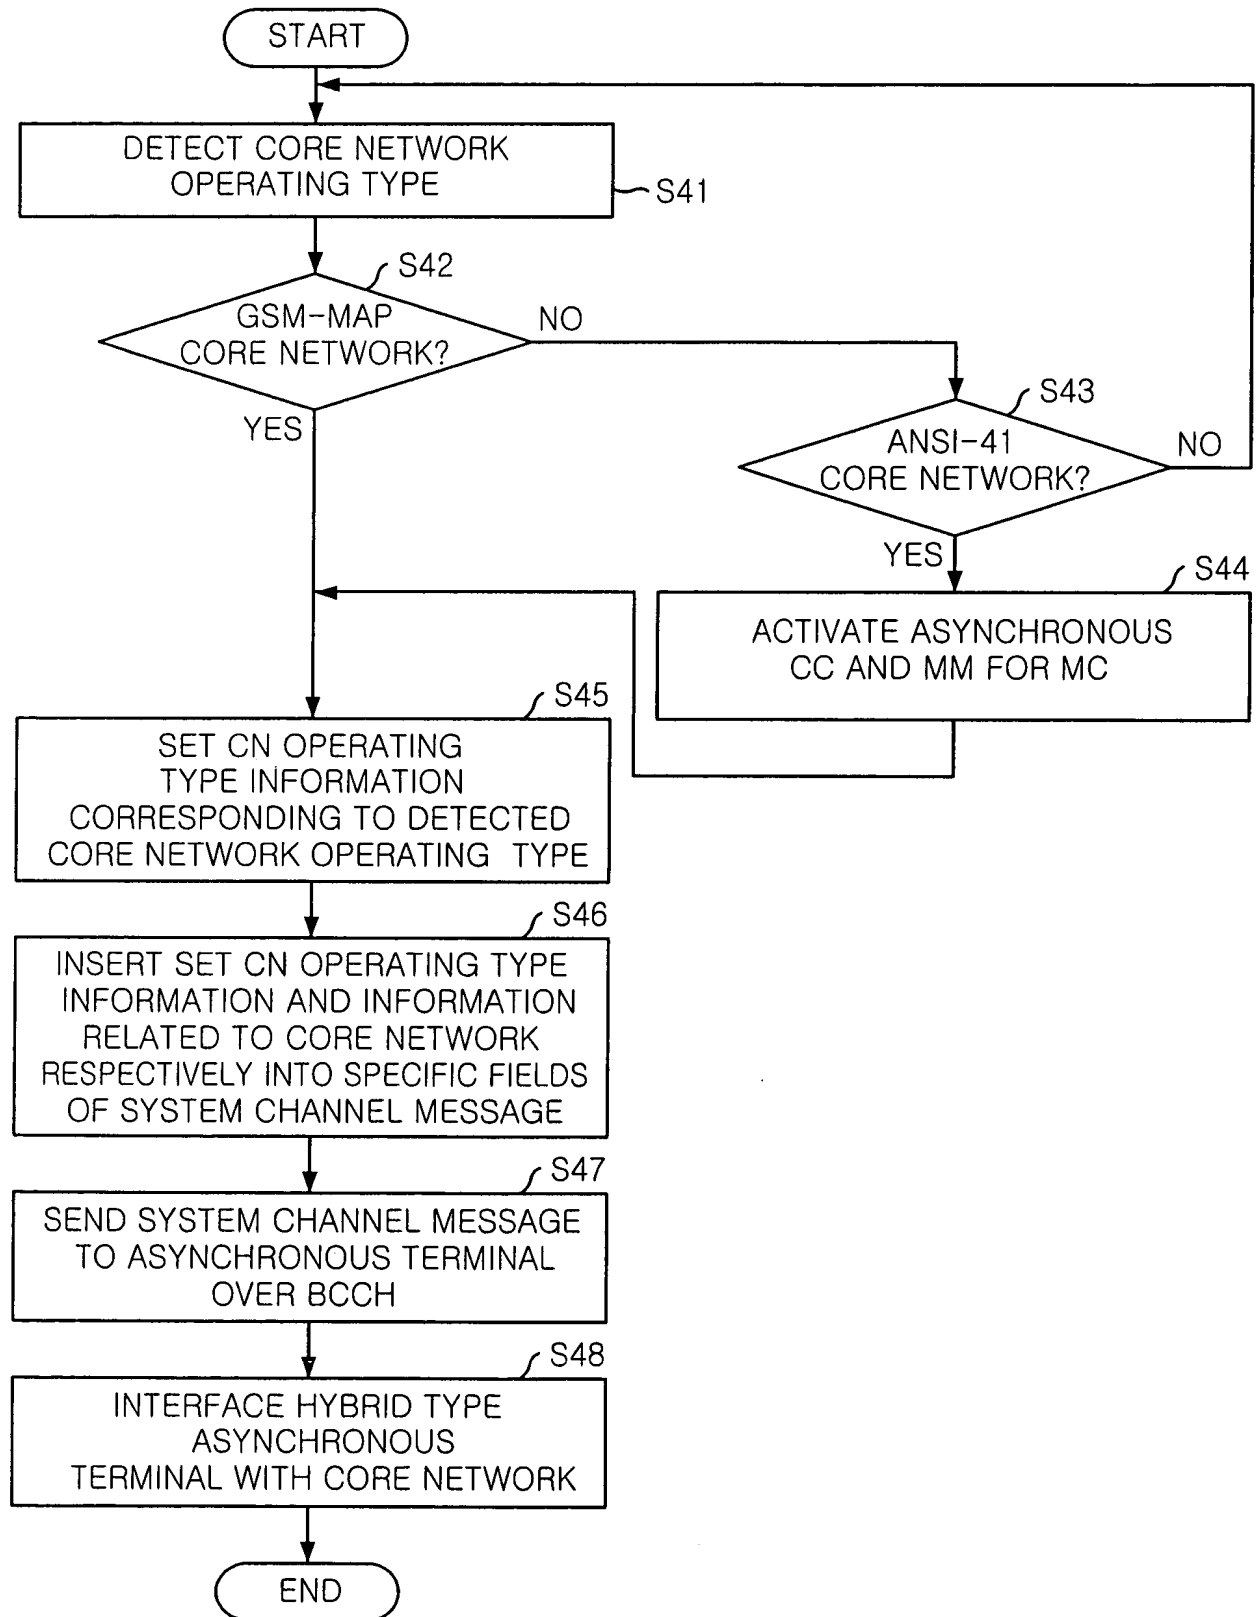 START
DETECT CORE NETWORK
OPERATING TYPE
S41
S42
GSM-MAP
CORE NETWORK?
NO
YES
S43
ANSI-41
CORE NETWORK?
NO
YES
S44
ACTIVATE ASYNCHRONOUS
CC AND MM FOR MC
S45
SET CN OPERATING
TYPE INFORMATION
CORRESPONDING TO DETECTED
CORE NETWORK OPERATING TYPE
S46
INSERT SET CN OPERATING TYPE
INFORMATION AND INFORMATION
RELATED TO CORE NETWORK
RESPECTIVELY INTO SPECIFIC FIELDS
OF SYSTEM CHANNEL MESSAGE
S47
SEND SYSTEM CHANNEL MESSAGE
TO ASYNCHRONOUS TERMINAL
OVER BCCH
S48
INTERFACE HYBRID TYPE
ASYNCHRONOUS
TERMINAL WITH CORE NETWORK
END